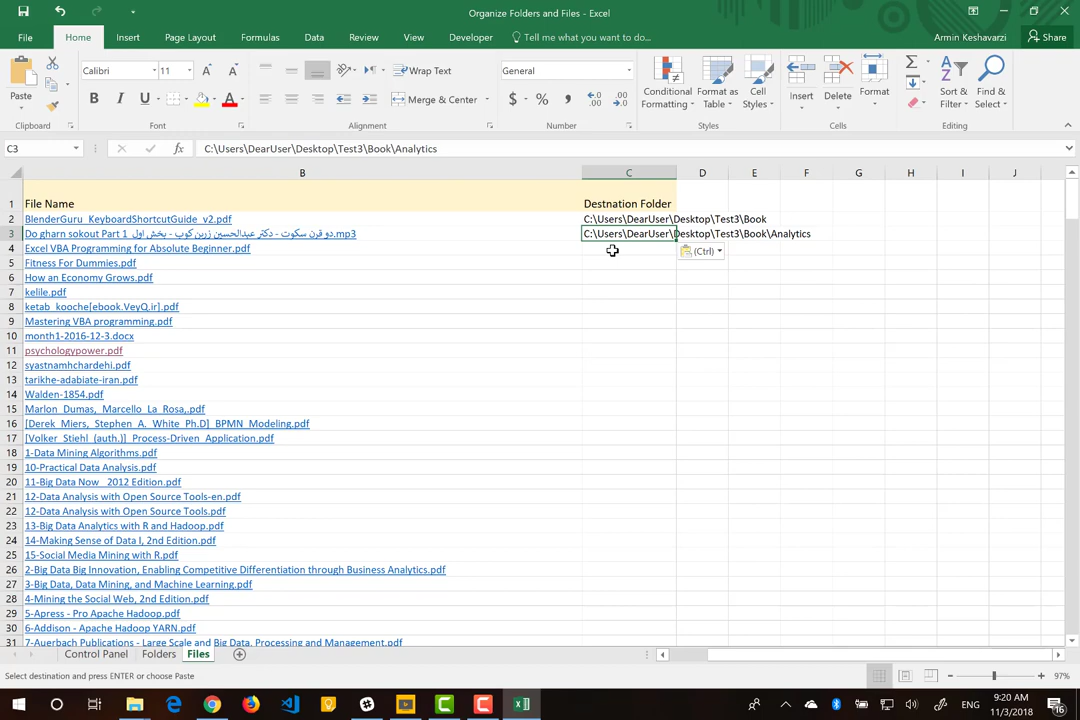 Organize Folders and Files - Excel
File Home Insert Page Layout Formulas Data Review View Developer Tell me what you want to do... Armin Keshavarzi Share
Calibri 11 Wrap Text General
Paste B I U Merge & Center $ % , Conditional Formatting Format as Table Cell Styles Insert Delete Format Sort & Filter Find & Select
Clipboard Font Alignment Number Styles Cells Editing
C3 fx C:\Users\DearUser\Desktop\Test3\Book\Analytics
B C D E F G H I J
1 File Name Destnation Folder
2 BlenderGuru_KeyboardShortcutGuide_v2.pdf C:\Users\DearUser\Desktop\Test3\Book
3 Do gharn sokout Part 1 دو قرن سکوت - دکتر عبدالحسین زرین کوب - بخش اول.mp3 C:\Users\DearUser\Desktop\Test3\Book\Analytics
4 Excel VBA Programming for Absolute Beginner.pdf (Ctrl)
5 Fitness For Dummies.pdf
6 How an Economy Grows.pdf
7 kelile.pdf
8 ketab_kooche[ebook.VeyQ.ir].pdf
9 Mastering VBA programming.pdf
10 month1-2016-12-3.docx
11 psychologypower.pdf
12 syastnamhchardehi.pdf
13 tarikhe-adabiate-iran.pdf
14 Walden-1854.pdf
15 Marlon_Dumas,_Marcello_La_Rosa,.pdf
16 [Derek_Miers,_Stephen_A._White_Ph.D]_BPMN_Modeling.pdf
17 [Volker_Stiehl_(auth.)]_Process-Driven_Application.pdf
18 1-Data Mining Algorithms.pdf
19 10-Practical Data Analysis.pdf
20 11-Big Data Now_ 2012 Edition.pdf
21 12-Data Analysis with Open Source Tools-en.pdf
22 12-Data Analysis with Open Source Tools.pdf
23 13-Big Data Analytics with R and Hadoop.pdf
24 14-Making Sense of Data I, 2nd Edition.pdf
25 15-Social Media Mining with R.pdf
26 2-Big Data Big Innovation, Enabling Competitive Differentiation through Business Analytics.pdf
27 3-Big Data, Data Mining, and Machine Learning.pdf
28 4-Mining the Social Web, 2nd Edition.pdf
29 5-Apress - Pro Apache Hadoop.pdf
30 6-Addison - Apache Hadoop YARN.pdf
31 7-Auerbach Publications - Large Scale and Big Data, Processing and Management.pdf
Control Panel Folders Files
Select destination and press ENTER or choose Paste 97%
ENG 9:20 AM
11/3/2018 16